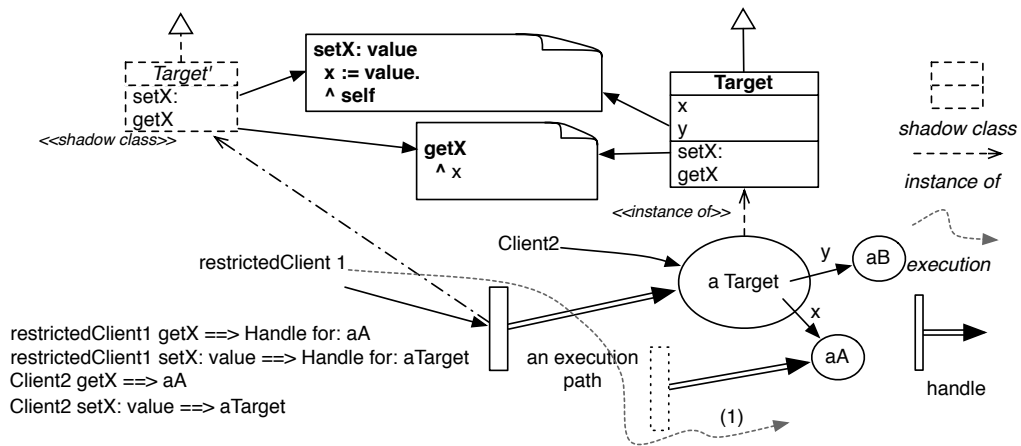 Target'
setX:
getX
<<shadow class>>
setX: value
x := value.
^ self
getX
^ x
Target
x
y
setX:
getX
<<instance of>>
shadow class
instance of
execution
handle
Client2
restrictedClient 1
a Target
y
aB
x
aA
an execution
path
(1)
restrictedClient1 getX ==> Handle for: aA
restrictedClient1 setX: value ==> Handle for: aTarget
Client2 getX ==> aA
Client2 setX: value ==> aTarget